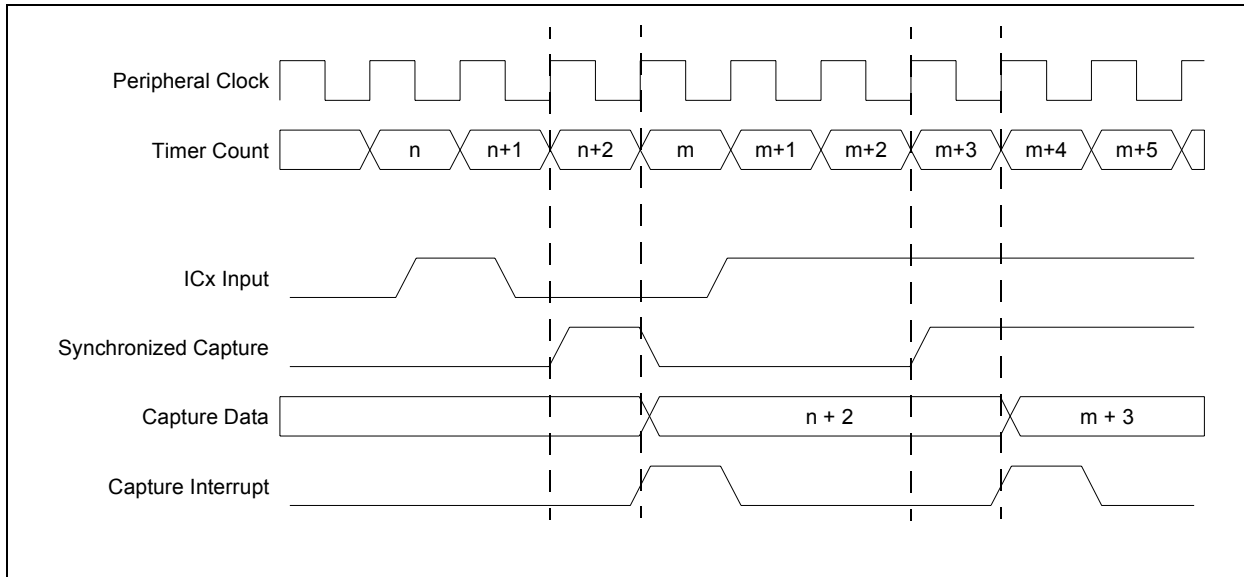 Peripheral Clock
Timer Count n n+1 n+2 m m+1 m+2 m+3 m+4 m+5
ICx Input
Synchronized Capture
Capture Data n + 2 m + 3
Capture Interrupt